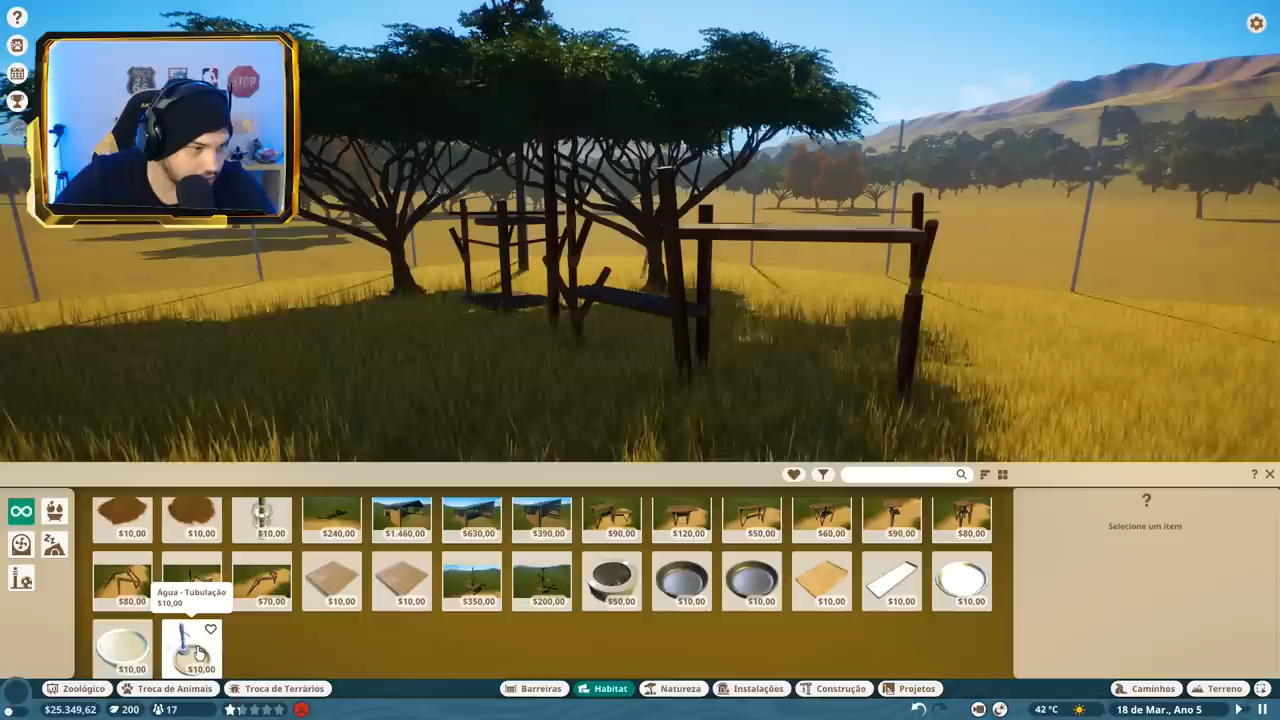 STOP
$10,00
$10,00
$10,00
$240,00
$1.460,00
$630,00
$390,00
$90,00
$120,00
$50,00
$60,00
$90,00
$80,00
$80,00
Água - Tubulação
$10,00
$70,00
$10,00
$10,00
$350,00
$200,00
$50,00
$10,00
$10,00
$10,00
$10,00
$10,00
$10,00
$10,00
?
Selecione um item
Zoológico
Troca de Animais
Troca de Terrários
Barreiras
Habitat
Natureza
Instalações
Construção
Projetos
Caminhos
Terreno
$25.349,62
200
17
42 °C
18 de Mar., Ano 5